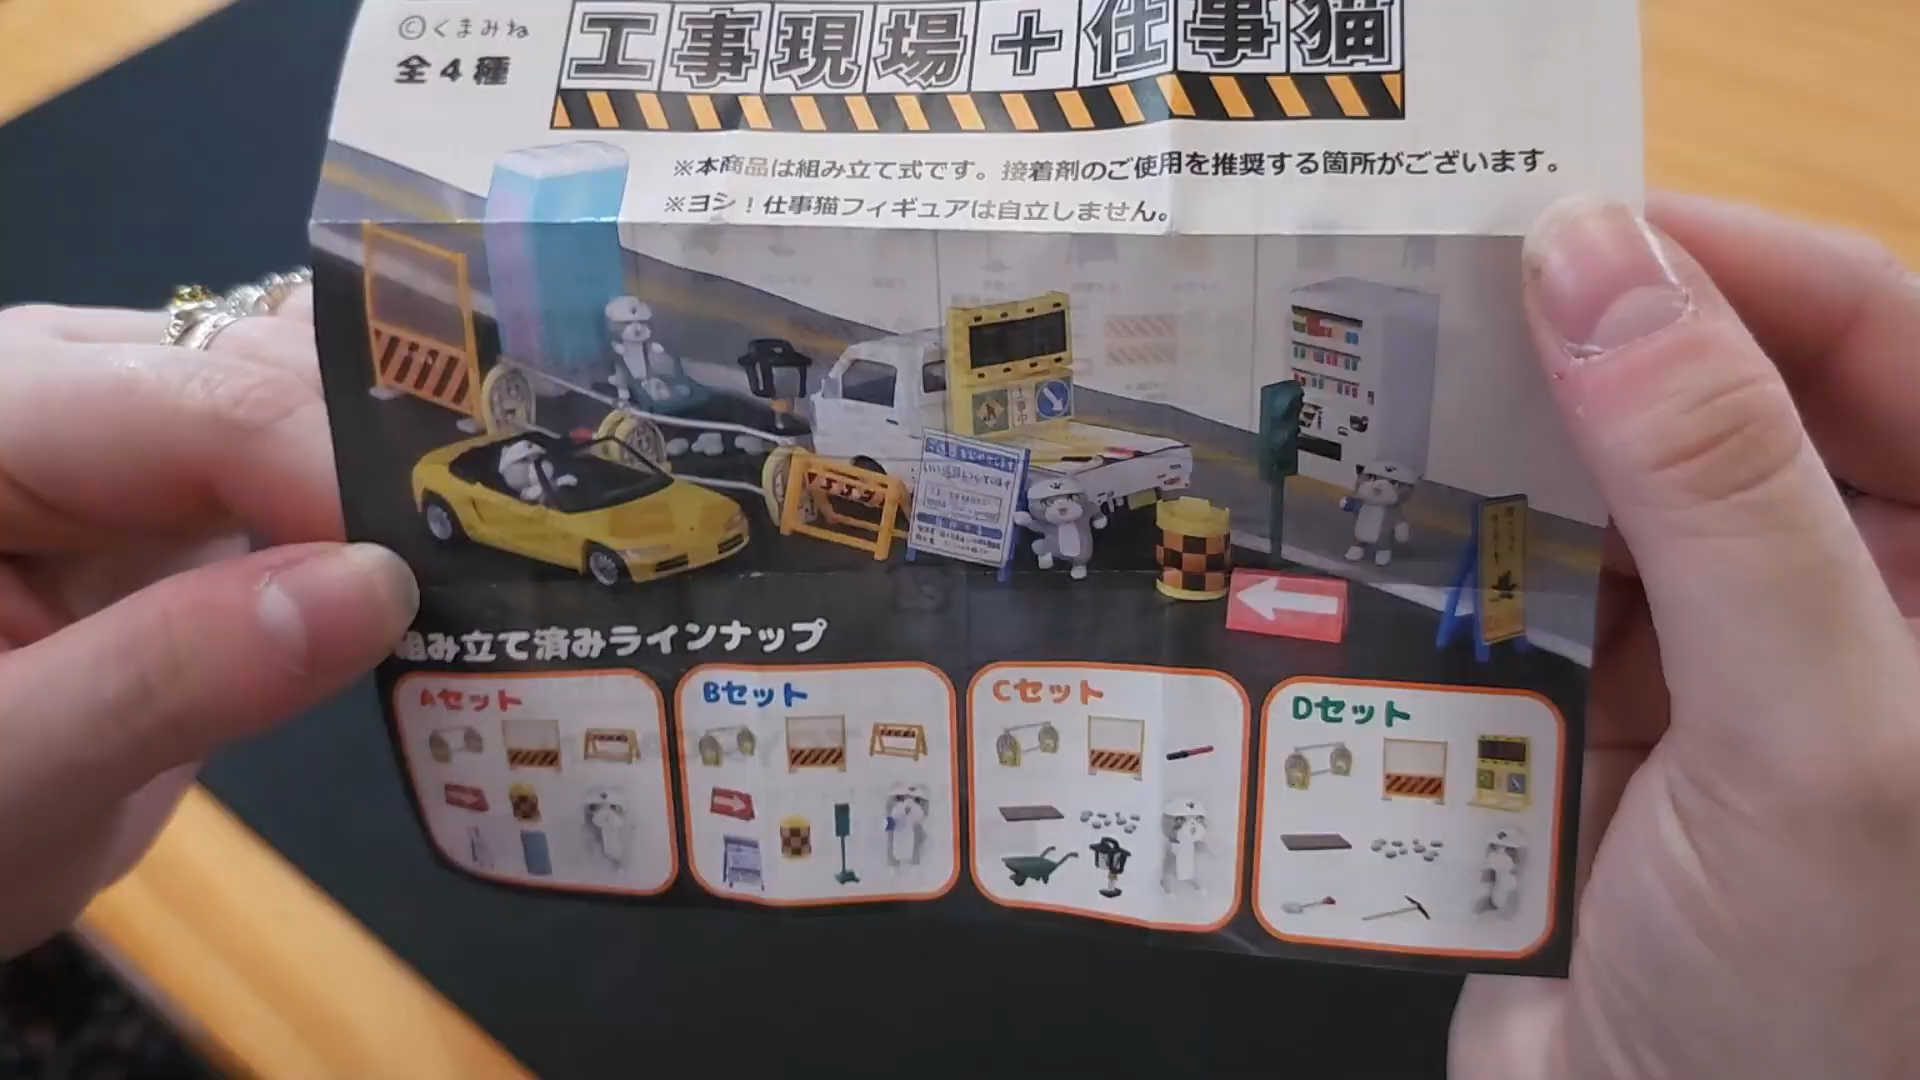 ©くまみね
全4種
工事現場+仕事猫
※本商品は組み立て式です。接着剤のご使用を推奨する箇所がございます。
※ヨシ!仕事猫フィギュアは自立しません。
工事中
組み立て済みラインナップ
Aセット
Bセット
Cセット
Dセット